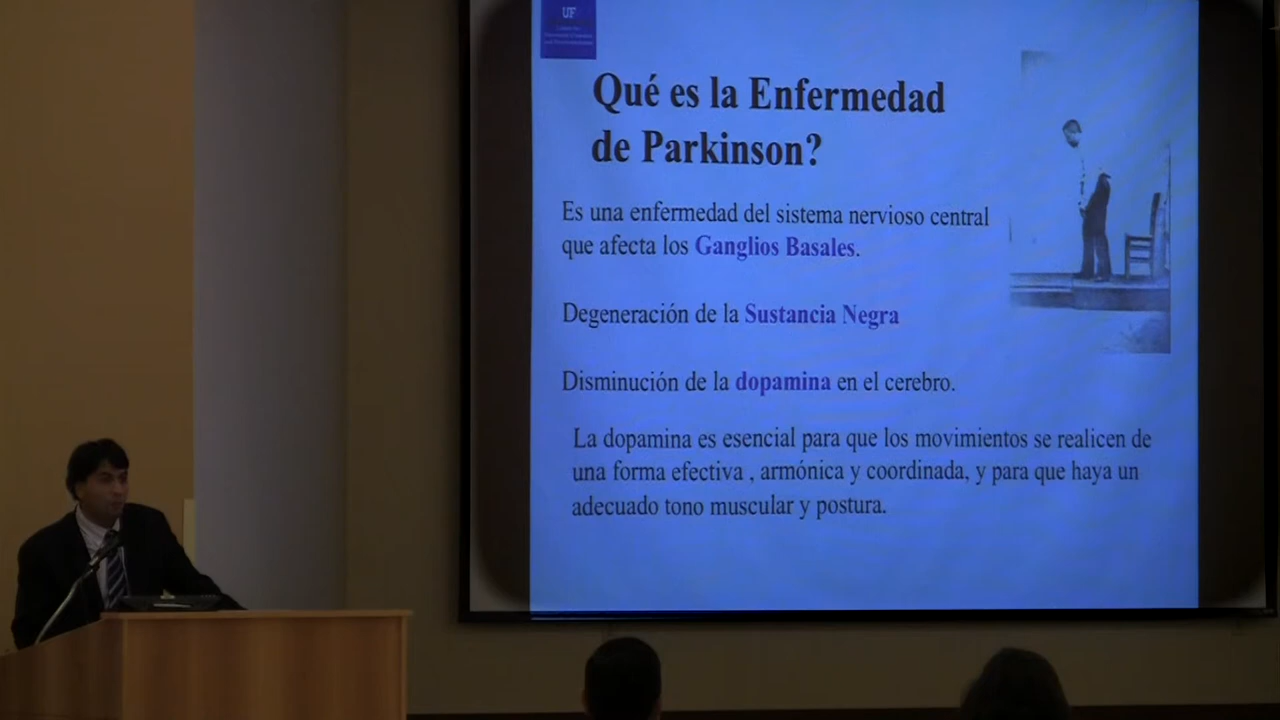 UF
Qué es la Enfermedad
de Parkinson?
Es una enfermedad del sistema nervioso central
que afecta los Ganglios Basales.
Degeneración de la Sustancia Negra
Disminución de la dopamina en el cerebro.
La dopamina es esencial para que los movimientos se realicen de
una forma efectiva , armónica y coordinada, y para que haya un
adecuado tono muscular y postura.